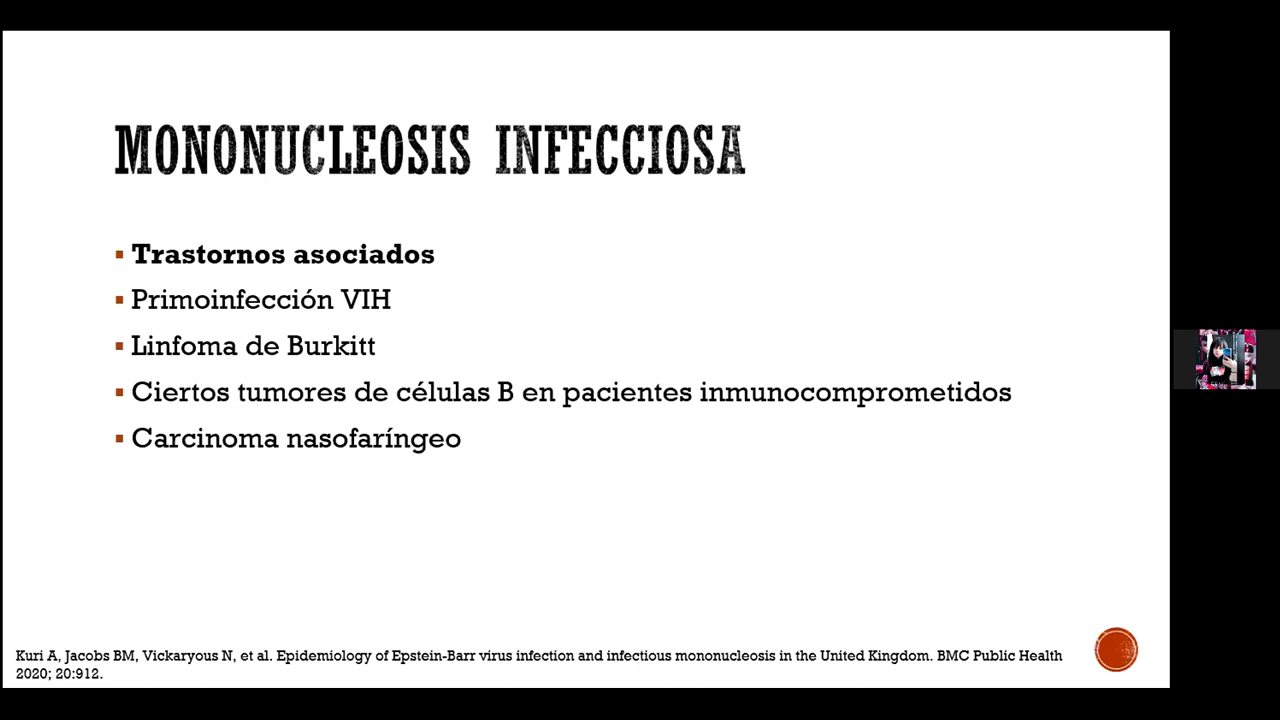 MONONUCLEOSIS INFECCIOSA
Trastornos asociados
Primoinfección VIH
Linfoma de Burkitt
Ciertos tumores de células B en pacientes inmunocomprometidos
Carcinoma nasofaríngeo
Kuri A, Jacobs BM, Vickaryous N, et al. Epidemiology of Epstein-Barr virus infection and infectious mononucleosis in the United Kingdom. BMC Public Health
2020; 20:912.